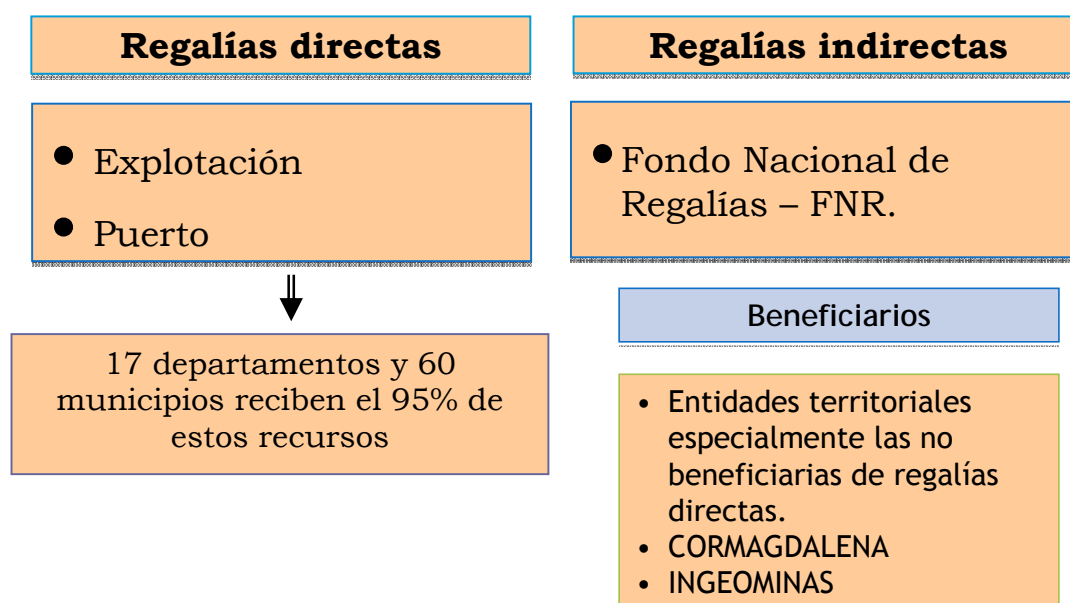 Regalías directas
• Explotación
• Puerto
17 departamentos y 60
municipios reciben el 95% de
estos recursos
Regalías indirectas
• Fondo Nacional de
Regalías – FNR.
Beneficiarios
• Entidades territoriales
especialmente las no
beneficiarias de regalías
directas.
• CORMAGDALENA
• INGEOMINAS